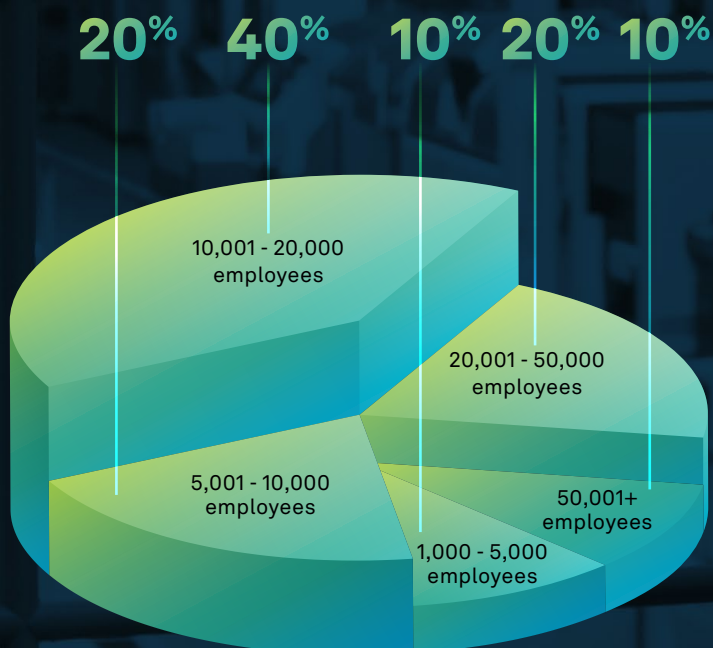 20% 40% 10% 20% 10%
10,001 - 20,000
employees
20,001 - 50,000
employees
5,001 - 10,000
employees
50,001+
employees
1,000 - 5,000
employees